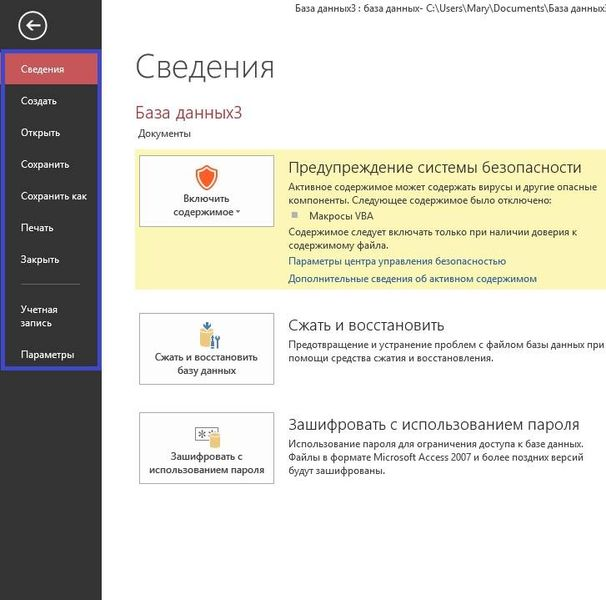 База данных3 : база данных- C:\Users\Mary\Documents\База данных3
Сведения
Создать
Открыть
Сохранить
Сохранить как
Печать
Закрыть
Учетная
запись
Параметры
Сведения
База данных3
Документы
Включить
содержимое
Предупреждение системы безопасности
Активное содержимое может содержать вирусы и другие опасные
компоненты. Следующее содержимое было отключено:
Макросы VBA
Содержимое следует включать только при наличии доверия к
содержимому файла.
Параметры центра управления безопасностью
Дополнительные сведения об активном содержимом
Сжать и восстановить
базу данных
Сжать и восстановить
Предотвращение и устранение проблем с файлом базы данных при
помощи средства сжатия и восстановления.
Зашифровать с
использованием пароля
Зашифровать с использованием пароля
Использование пароля для ограничения доступа к базе данных.
Файлы в формате Microsoft Access 2007 и более поздних версий
будут зашифрованы.